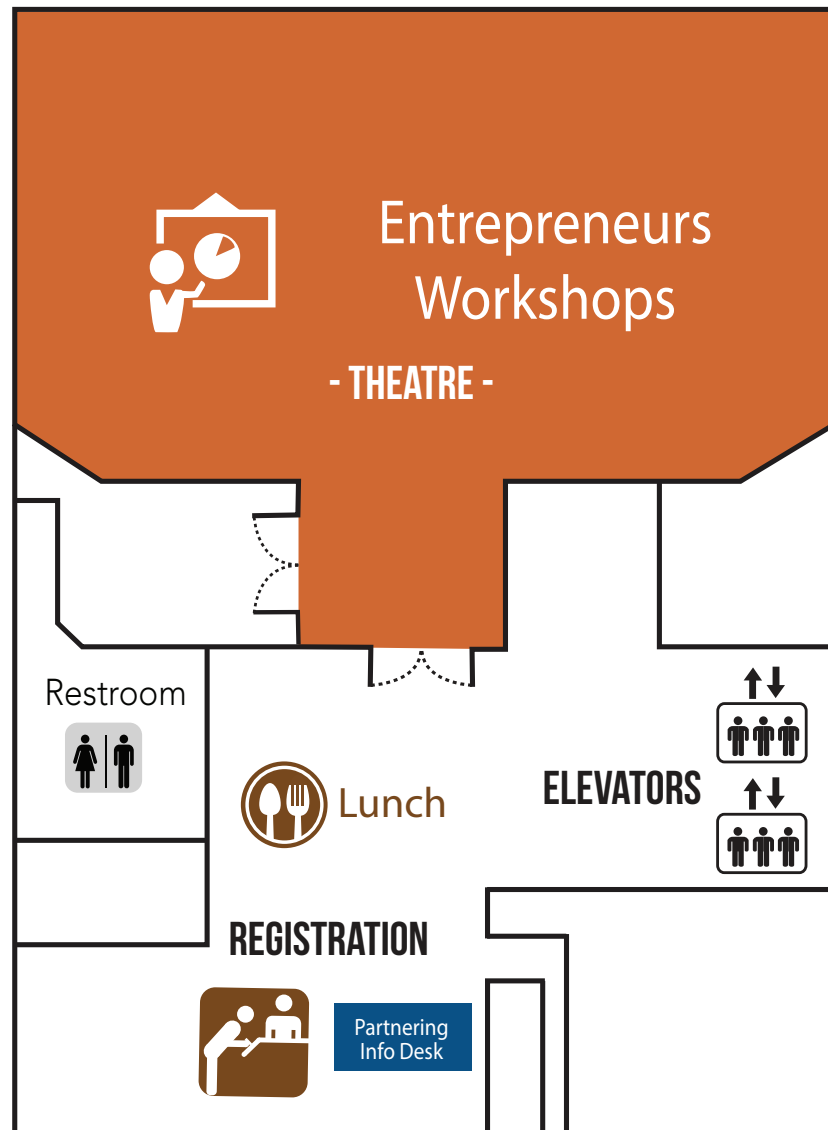 Entrepreneurs
Workshops
- THEATRE -
Restroom
Lunch
ELEVATORS
REGISTRATION
Partnering
Info Desk